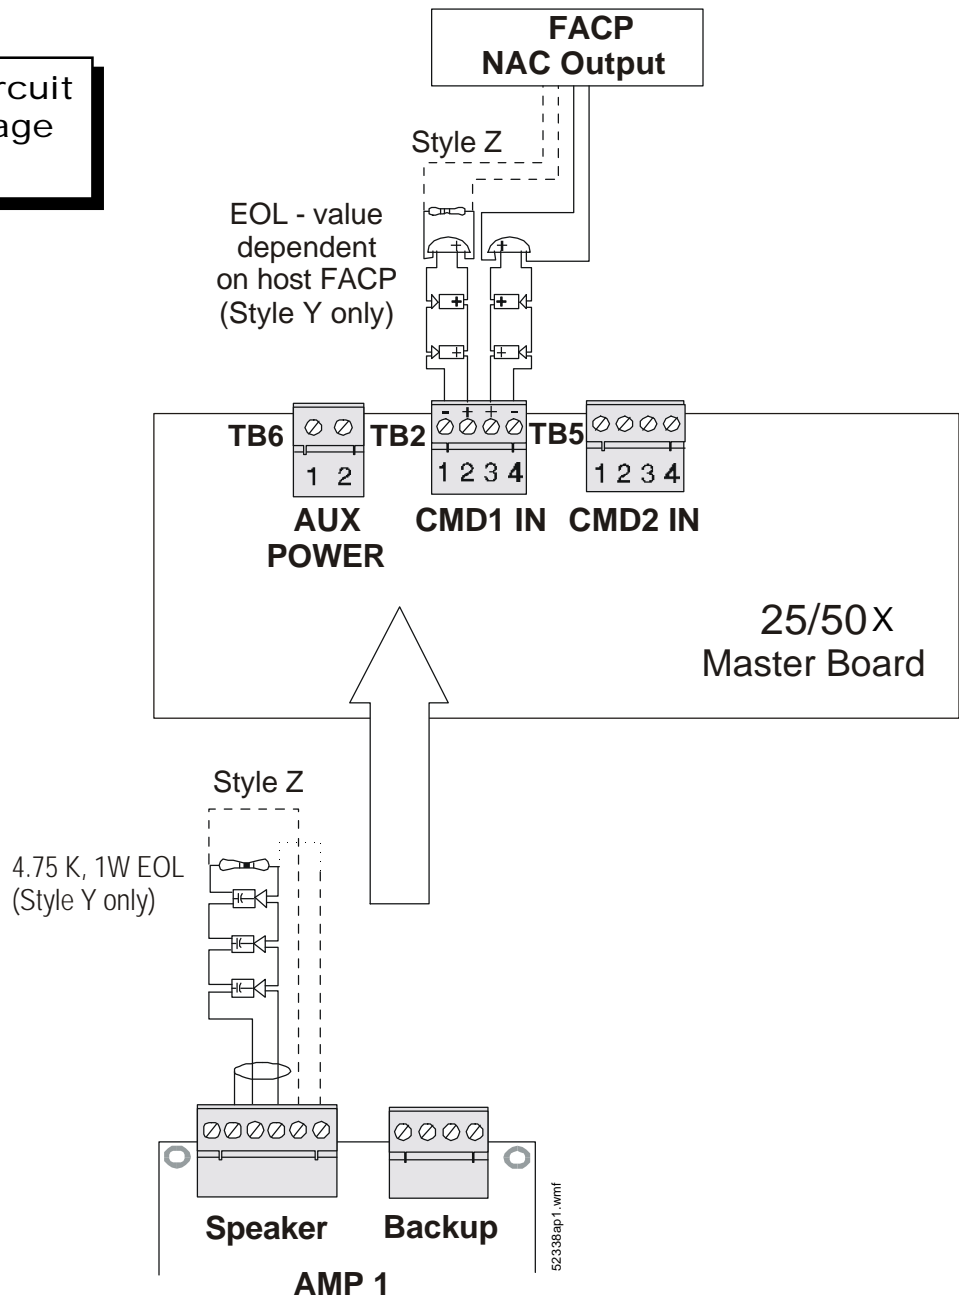 FACP
NAC Output
rcuit
age
Style Z
EOL - value
dependent
on host FACP
(Style Y only)
- + + -
TB6
TB2
TB5
1 2
1 2 3 4
1 2 3 4
AUX
POWER
CMD1 IN
CMD2 IN
25/50X
Master Board
Style Z
4.75 K, 1W EOL
(Style Y only)
Speaker
Backup
52338ap1.wmf
AMP 1